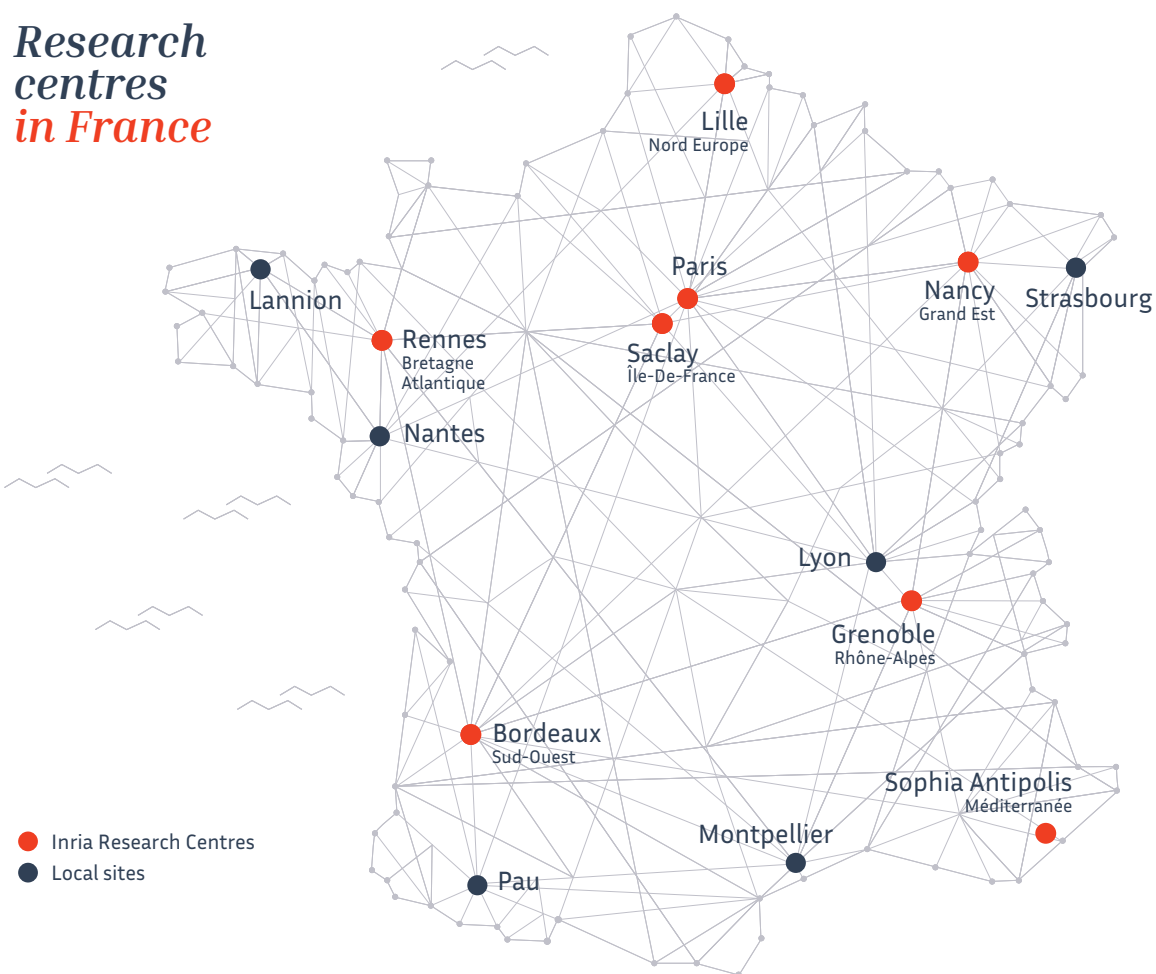 Research
centres
in France
Lille
Nord Europe
Paris
Lannion
Nancy
Grand Est
Strasbourg
Rennes
Bretagne
Atlantique
Saclay
Île-De-France
Nantes
Lyon
Grenoble
Rhône-Alpes
Bordeaux
Sud-Ouest
Sophia Antipolis
Méditerranée
Montpellier
Pau
Inria Research Centres
Local sites